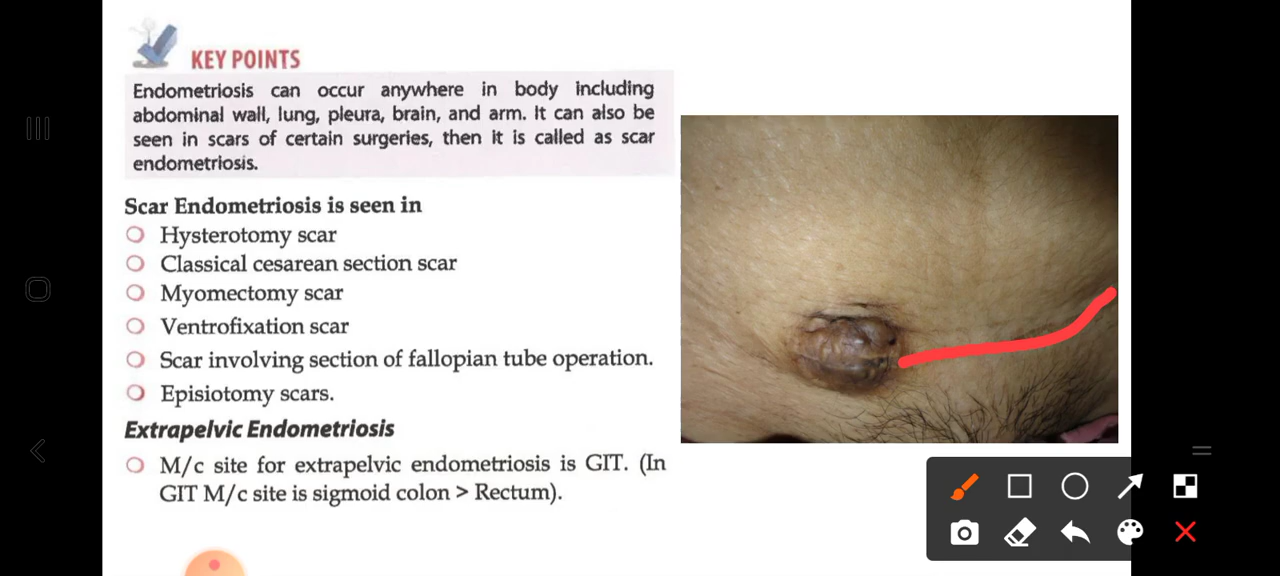 KEY POINTS
Endometriosis can occur anywhere in body including
abdominal wall, lung, pleura, brain, and arm. It can also be
seen in scars of certain surgeries, then it is called as scar
endometriosis.
Scar Endometriosis is seen in
Hysterotomy scar
Classical cesarean section scar
Myomectomy scar
Ventrofixation scar
Scar involving section of fallopian tube operation.
Episiotomy scars.
Extrapelvic Endometriosis
M/c site for extrapelvic endometriosis is GIT. (In
GIT M/c site is sigmoid colon > Rectum).